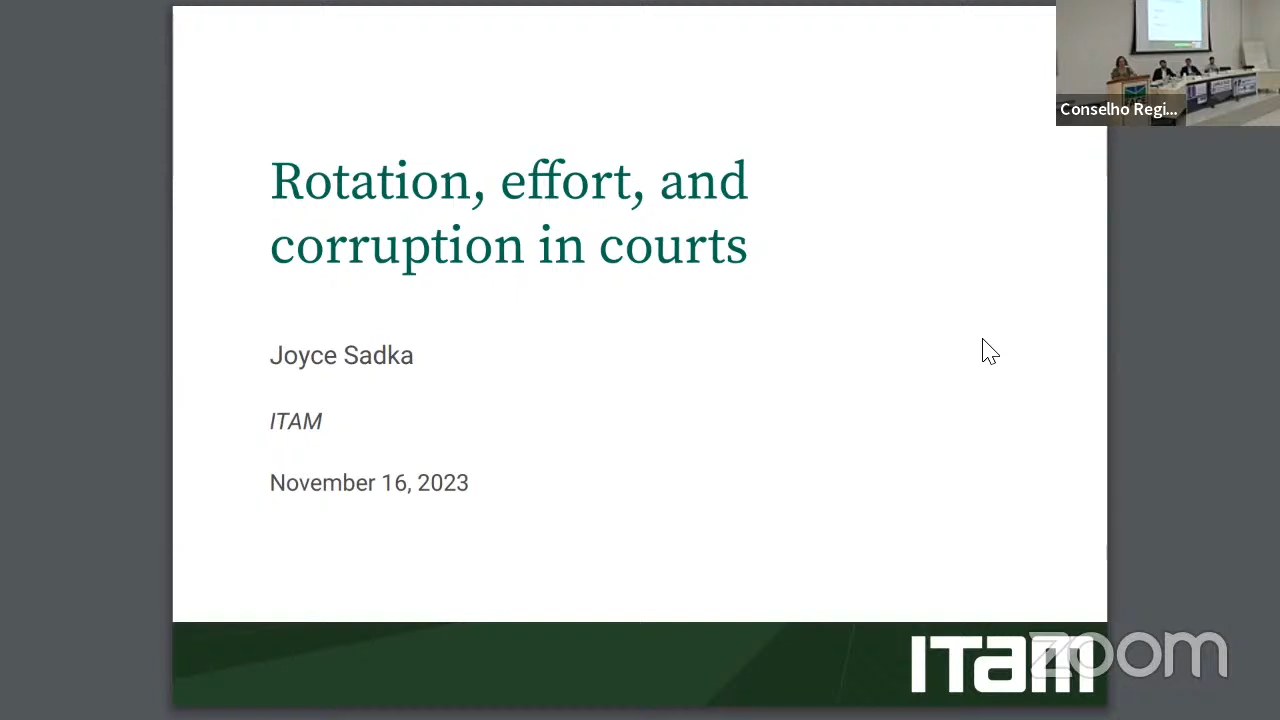 Conselho Regi...
Rotation, effort, and
corruption in courts
Joyce Sadka
ITAM
November 16, 2023
ITAM
zoom